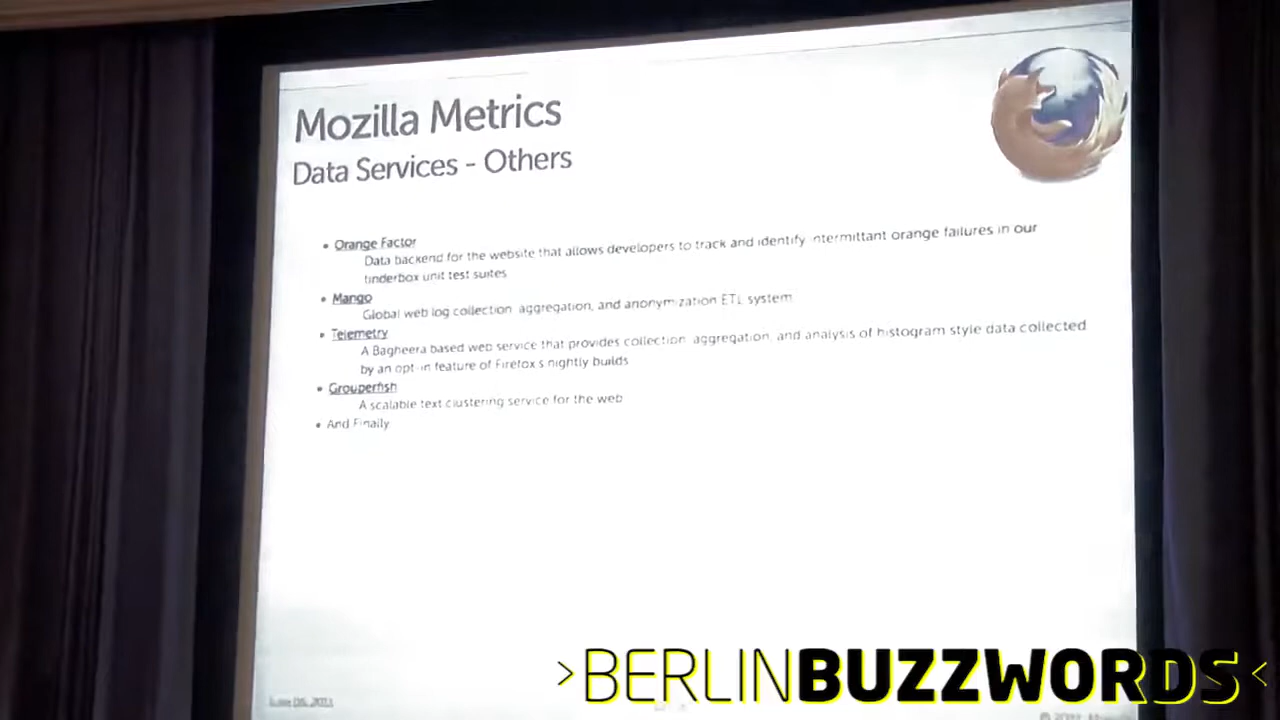 Mozilla Metrics
Data Services - Others
• Orange Factor
Data backend for the website that allows developers to track and identify intermittant orange failures in our
tinderbox unit test suites
• Mango
Global web log collection, aggregation, and anonymization ETL system
• Telemetry
A Bagheera based web service that provides collection, aggregation, and analysis of histogram style data collected
by an opt-in feature of Firefox's nightly builds
• Grouperfish
A scalable text clustering service for the web
• And Finally
>BERLINBUZZWORDS<
2011